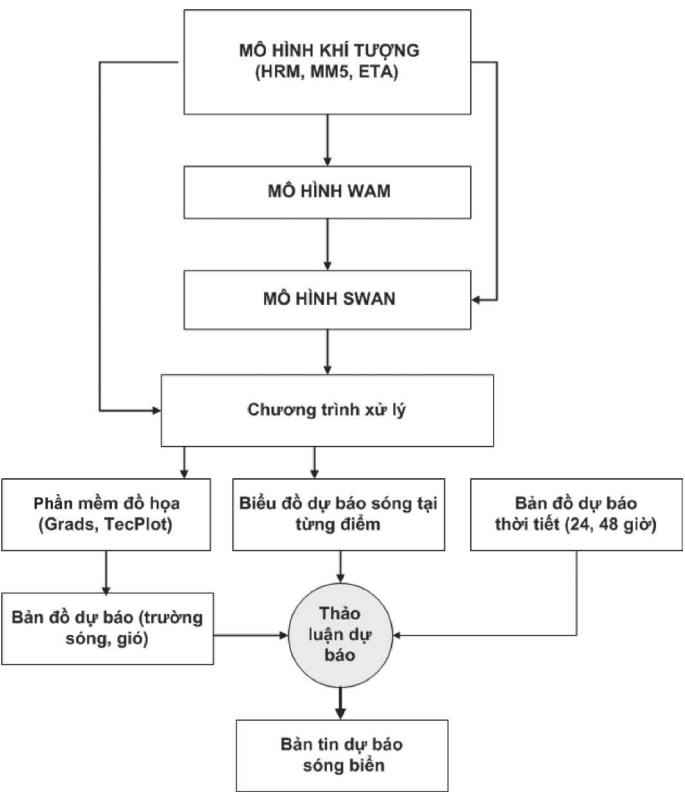 MÔ HÌNH KHÍ TƯỢNG
(HRM, MM5, ETA)
MÔ HÌNH WAM
MÔ HÌNH SWAN
Chương trình xử lý
Phần mềm đồ họa
(Grads, TecPlot)
Biểu đồ dự báo sóng tại
từng điểm
Bản đồ dự báo
thời tiết (24, 48 giờ)
Bản đồ dự báo (trường
sóng, gió)
Thảo
luận dự
báo
Bản tin dự báo
sóng biển